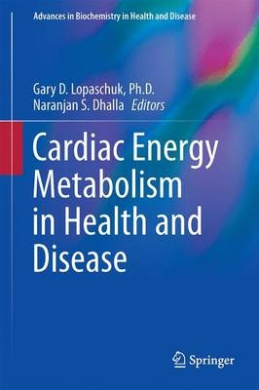 Advances in Biochemistry in Health and Disease
Gary D. Lopaschuk, Ph.D.
Naranjan S. Dhalla Editors
Cardiac Energy
Metabolism
in Health and
Disease
Springer